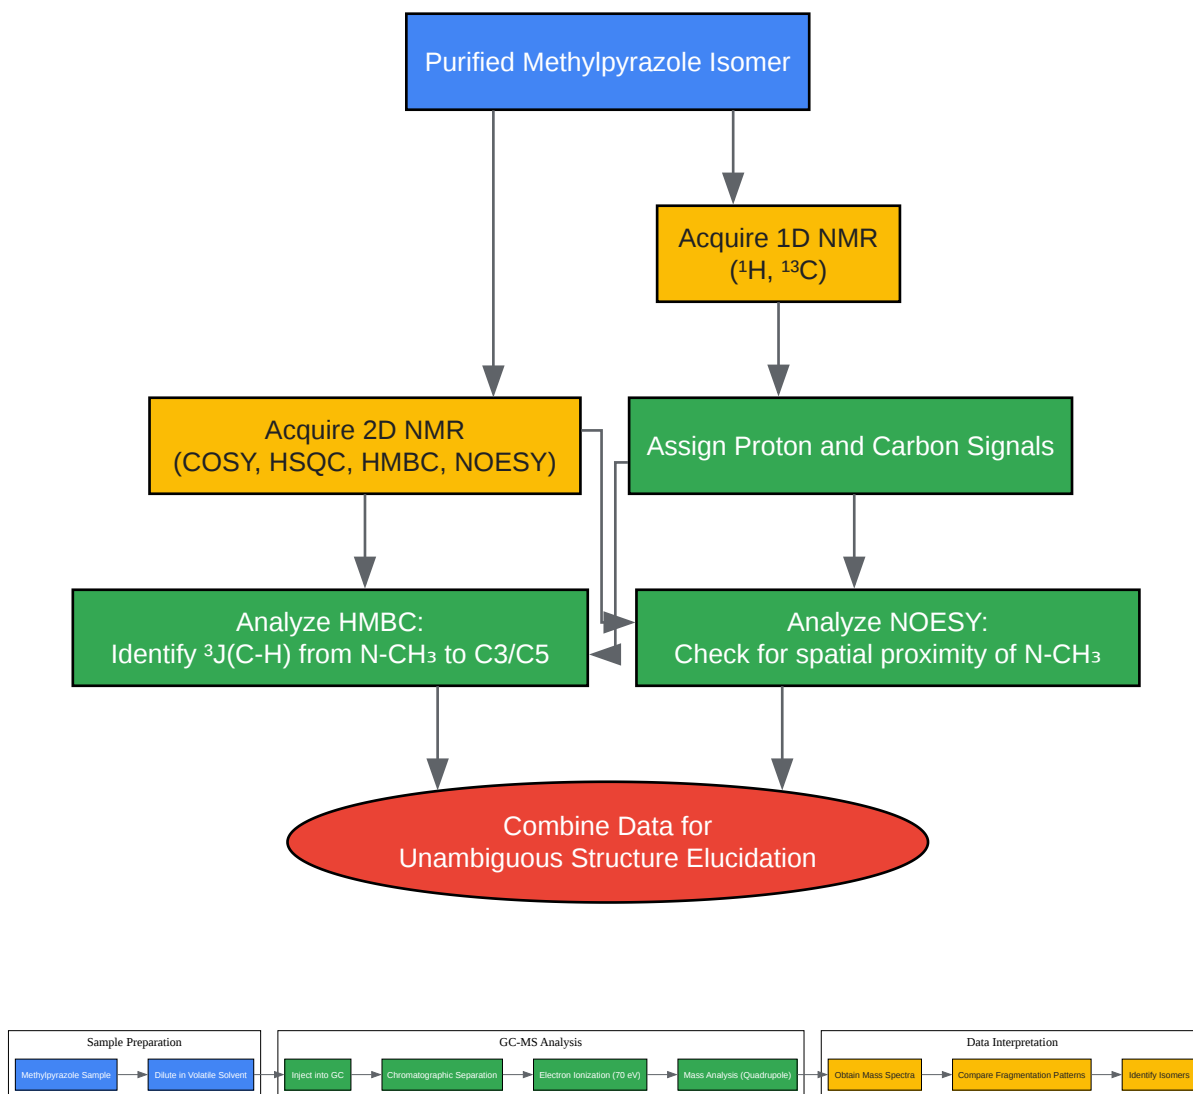 Purified Methylpyrazole Isomer
Acquire 1D NMR
(¹H, ¹³C)
Acquire 2D NMR
(COSY, HSQC, HMBC, NOESY)
Assign Proton and Carbon Signals
Analyze HMBC:
Identify ³J(C-H) from N-CH₃ to C3/C5
Analyze NOESY:
Check for spatial proximity of N-CH₃
Combine Data for
Unambiguous Structure Elucidation
Sample Preparation
Methylpyrazole Sample
Dilute in Volatile Solvent
GC-MS Analysis
Inject into GC
Chromatographic Separation
Electron Ionization (70 eV)
Mass Analysis (Quadrupole)
Data Interpretation
Obtain Mass Spectra
Compare Fragmentation Patterns
Identify Isomers